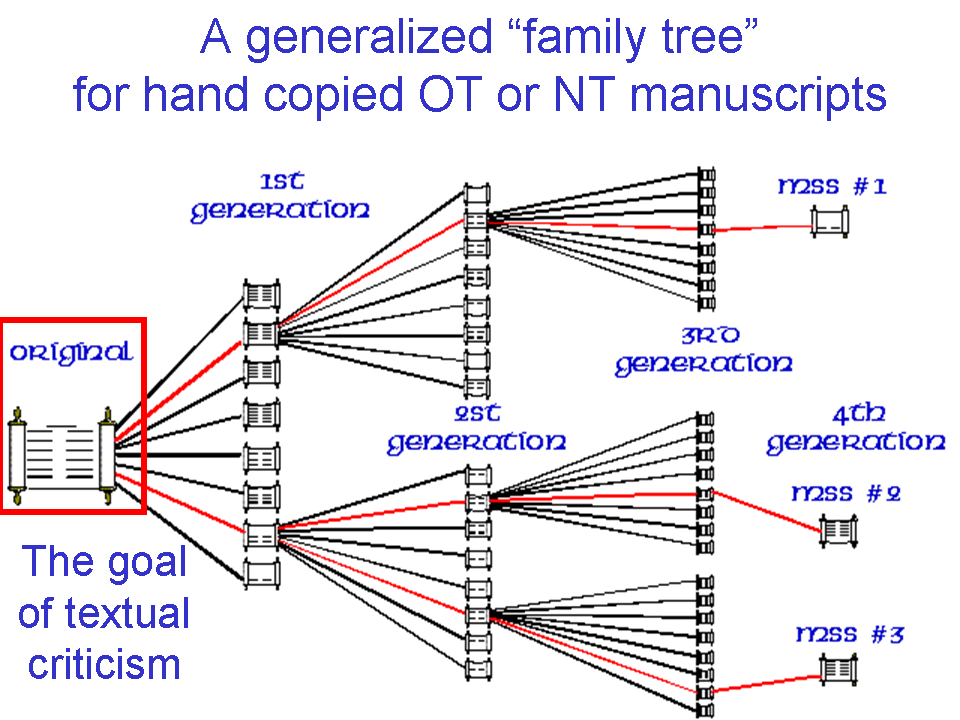 A generalized “family tree”
for hand copied OT or NT manuscripts
1st
generation
mss #1
original
3rd
generation
2st
generation
4th
generation
mss #2
The goal
of textual
criticism
mss #3